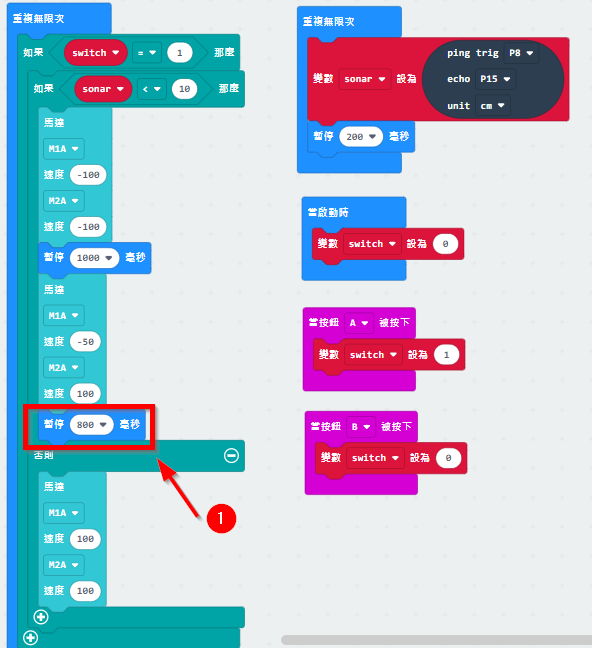 重複無限次
如果 switch = 1 那麼
如果 sonar < 10 那麼
馬達
M1A
速度 -100
M2A
速度 -100
暫停 1000 毫秒
馬達
M1A
速度 -50
M2A
速度 100
暫停 800 毫秒
否則
馬達
M1A
速度 100
M2A
速度 100
1
重複無限次
變數 sonar 設為
ping trig P8
echo P15
unit cm
暫停 200 毫秒
當啟動時
變數 switch 設為 0
當按鈕 A 被按下
變數 switch 設為 1
當按鈕 B 被按下
變數 switch 設為 0